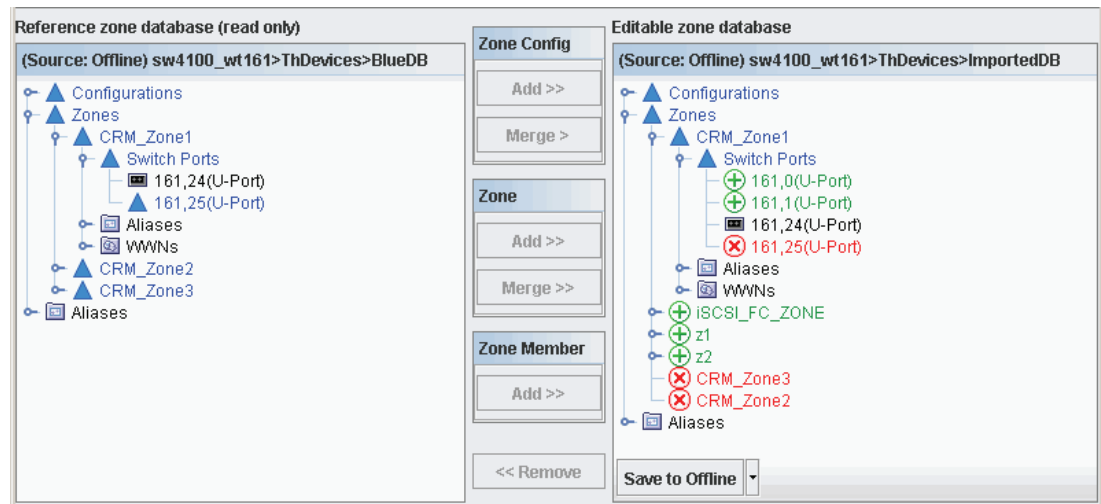 Reference zone database (read only)
(Source: Offline) sw4100_wt161>ThDevices>BlueDB
Configurations
Zones
CRM_Zone1
Switch Ports
161,24(U-Port)
161,25(U-Port)
Aliases
WWNs
CRM_Zone2
CRM_Zone3
Aliases
Zone Config
Add >>
Merge >
Zone
Add >>
Merge >>
Zone Member
Add >>
<< Remove
Editable zone database
(Source: Offline) sw4100_wt161>ThDevices>ImportedDB
Configurations
Zones
CRM_Zone1
Switch Ports
161,0(U-Port)
161,1(U-Port)
161,24(U-Port)
161,25(U-Port)
Aliases
WWNs
iSCSI_FC_ZONE
z1
z2
CRM_Zone3
CRM_Zone2
Aliases
Save to Offline